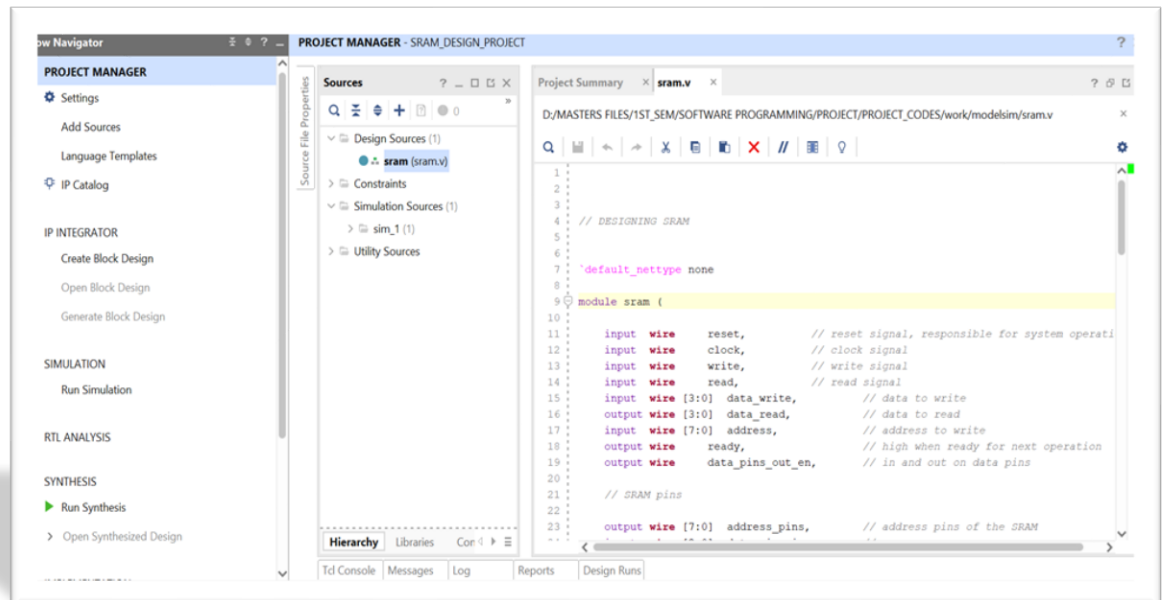 ow Navigator
PROJECT MANAGER - SRAM_DESIGN_PROJECT
PROJECT MANAGER
Settings
Add Sources
Language Templates
IP Catalog
IP INTEGRATOR
Create Block Design
Open Block Design
Generate Block Design
SIMULATION
Run Simulation
RTL ANALYSIS
SYNTHESIS
Run Synthesis
Open Synthesized Design
Source File Properties
Sources
0
Design Sources (1)
sram (sram.v)
Constraints
Simulation Sources (1)
sim_1 (1)
Utility Sources
Hierarchy Libraries
Project Summary sram.v
D:/MASTERS FILES/1ST_SEM/SOFTWARE PROGRAMMING/PROJECT/PROJECT_CODES/work/modelsim/sram.v
1
2
3
4 // DESIGNING SRAM
5
6
7 `default_nettype none
8
9 module sram (
10
11 input wire reset, // reset signal, responsible for system operati
12 input wire clock, // clock signal
13 input wire write, // write signal
14 input wire read, // read signal
15 input wire [3:0] data_write, // data to write
16 output wire [3:0] data_read, // data to read
17 input wire [7:0] address, // address to write
18 output wire ready, // high when ready for next operation
19 output wire data_pins_out_en, // in and out on data pins
20
21 // SRAM pins
22
23 output wire [7:0] address_pins, // address pins of the SRAM
Tcl Console Messages Log Reports Design Runs